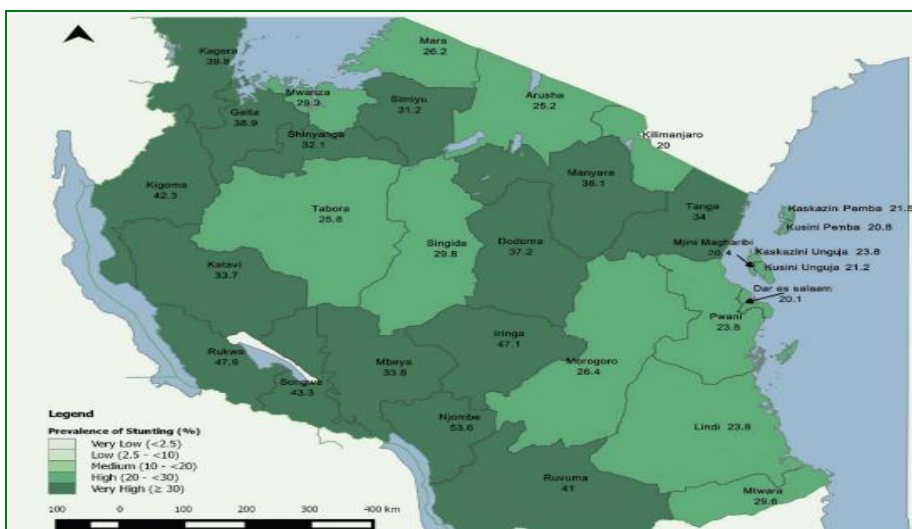 Kagera
39.8
Mara
26.2
Mwanza
29.3
Simiyu
31.2
Arusha
25.2
Geita
38.9
Shinyanga
32.1
Kilimanjaro
20
Kigoma
42.3
Tabora
25.8
Singida
29.8
Manyara
36.1
Tanga
34
Dodoma
37.2
Kaskazin Pemba 21.8
Kusini Pemba 20.8
Mjini Magharibi
20.4
Kaskazini Unguja 23.8
Kusini Unguja 21.2
Katavi
33.7
Dar es salaam
20.1
Pwani
23.8
Rukwa
47.9
Songwe
43.3
Mbeya
33.8
Iringa
47.1
Morogoro
26.4
Njombe
53.6
Lindi 23.8
Ruvuma
41
Mtwara
29.6
Legend
Prevalence of Stunting (%)
Very Low (<2.5)
Low (2.5 - <10)
Medium (10 - <20)
High (20 - <30)
Very High (≥ 30)
100 0 100 200 300 400 km